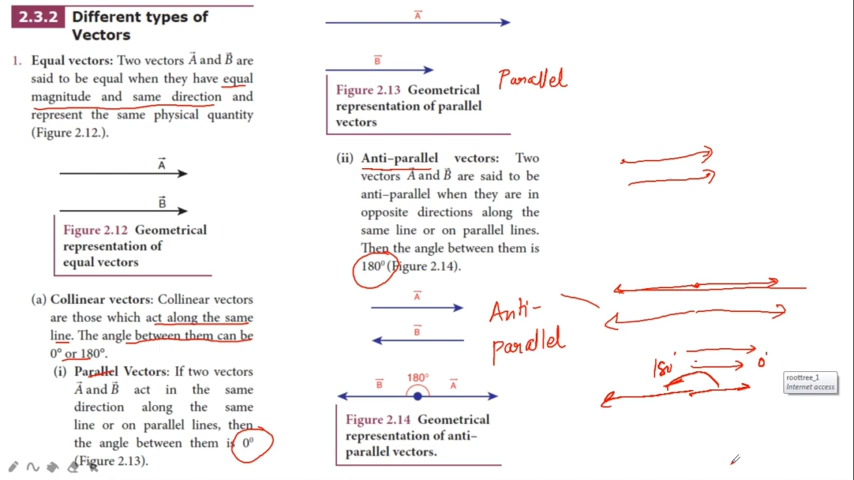 2.3.2 Different types of
Vectors
1. Equal vectors: Two vectors A⃗ and B⃗ are
said to be equal when they have equal
magnitude and same direction and
represent the same physical quantity
(Figure 2.12.).
A⃗
B⃗
Figure 2.12 Geometrical
representation of
equal vectors
(a) Collinear vectors: Collinear vectors
are those which act along the same
line. The angle between them can be
0° or 180°.
(i) Parallel Vectors: If two vectors
A⃗ and B⃗ act in the same
direction along the same
line or on parallel lines, then
the angle between them is 0°
(Figure 2.13).
A⃗
B⃗
Figure 2.13 Geometrical
representation of parallel
vectors
Parallel
(ii) Anti-parallel vectors: Two
vectors A⃗ and B⃗ are said to be
anti–parallel when they are in
opposite directions along the
same line or on parallel lines.
Then the angle between them is
180° (Figure 2.14).
A⃗
B⃗
Anti-
parallel
B⃗ 180° A⃗
Figure 2.14 Geometrical
representation of anti–
parallel vectors.
180° 0°
roottree_1
Internet access